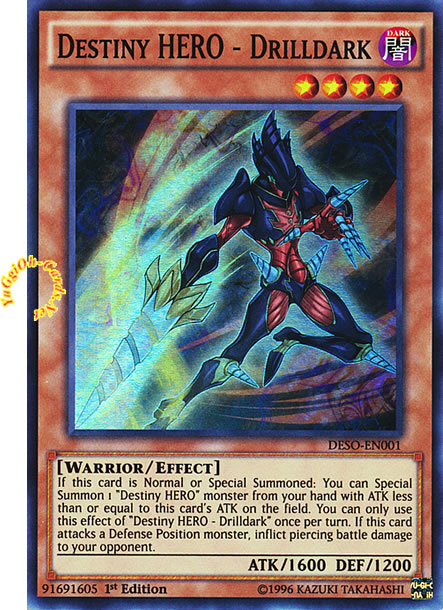 DESTINY HERO - DRILLDARK
DARK
闇
YuGgiOh-Cards.Net
DESO-EN001
[WARRIOR/EFFECT]
If this card is Normal or Special Summoned: You can Special
Summon 1 "Destiny HERO" monster from your hand with ATK less
than or equal to this card's ATK on the field. You can only use
this effect of "Destiny HERO - Drilldark" once per turn. If this card
attacks a Defense Position monster, inflict piercing battle damage
to your opponent.
ATK/1600 DEF/1200
91691605 1st Edition ©1996 KAZUKI TAKAHASHI